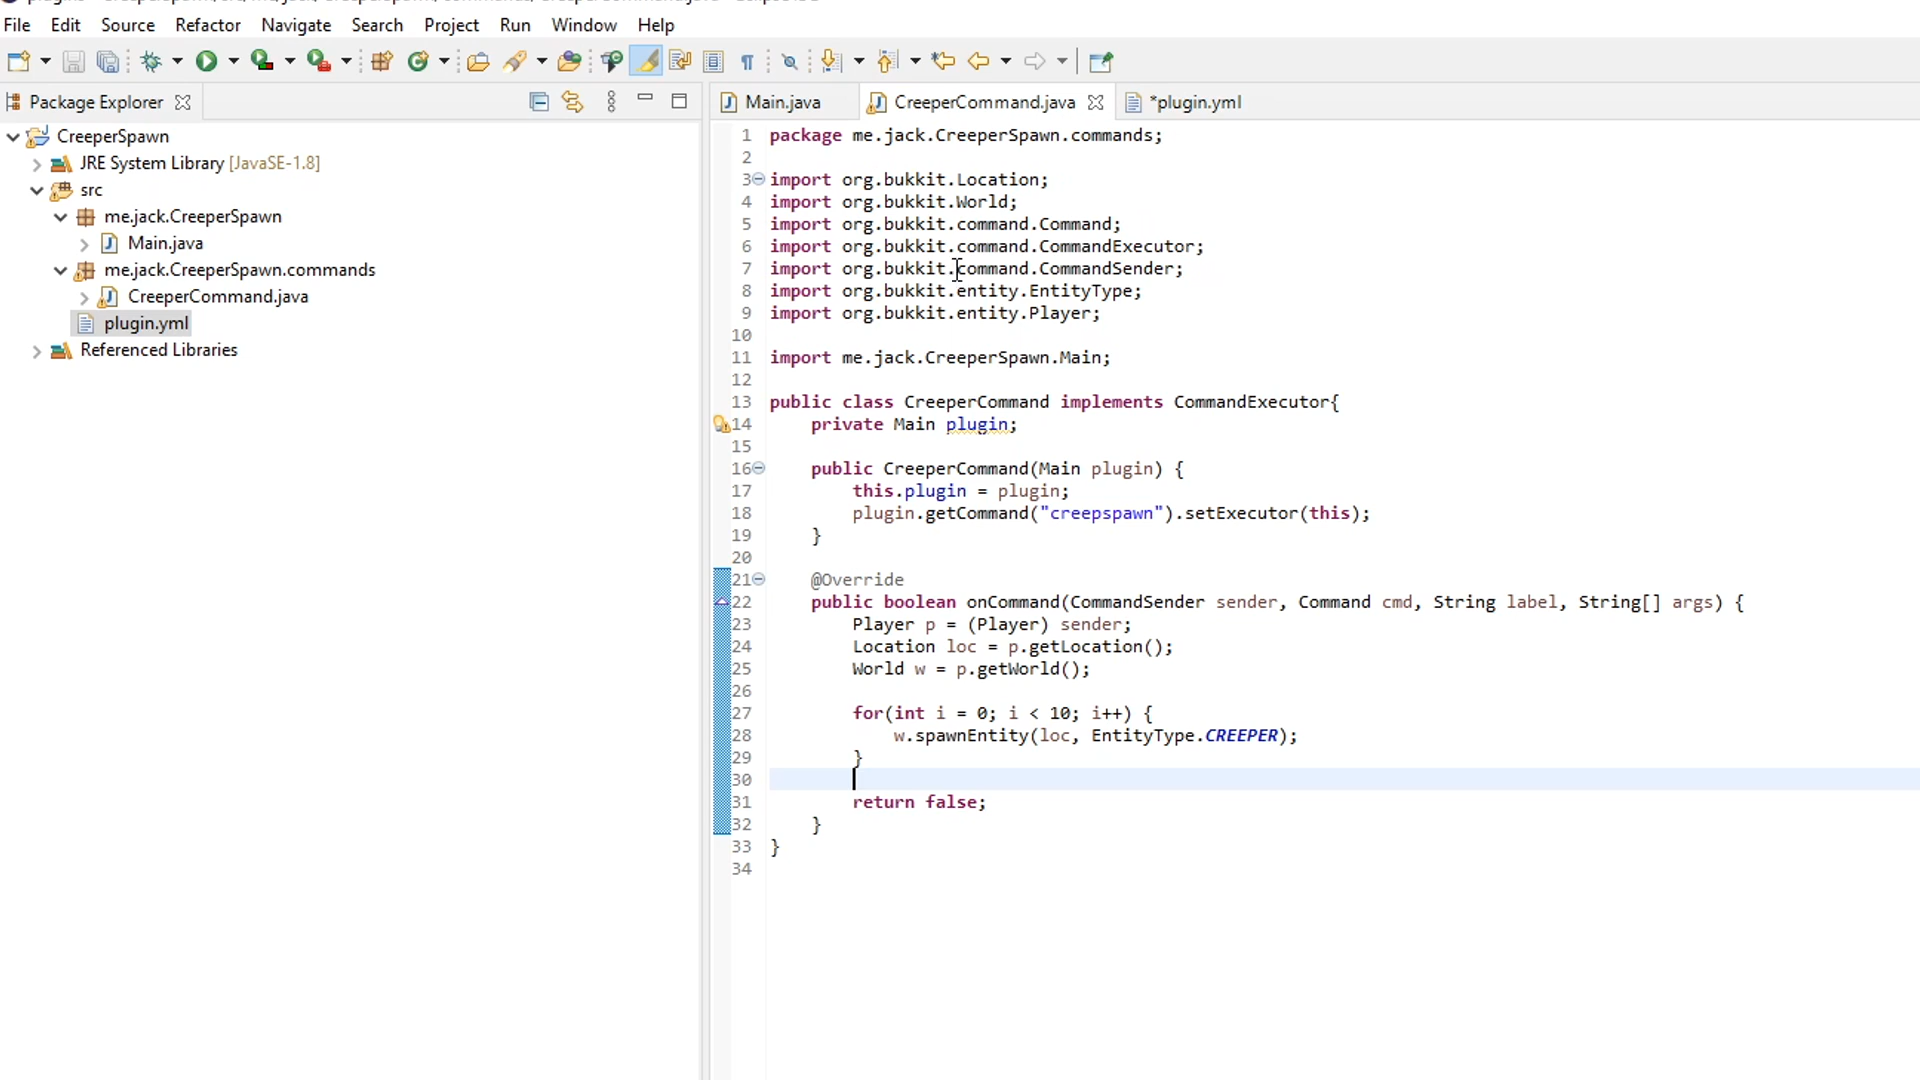 File Edit Source Refactor Navigate Search Project Run Window Help
Package Explorer
CreeperSpawn
JRE System Library [JavaSE-1.8]
src
me.jack.CreeperSpawn
Main.java
me.jack.CreeperSpawn.commands
CreeperCommand.java
plugin.yml
Referenced Libraries
Main.java CreeperCommand.java *plugin.yml
1 package me.jack.CreeperSpawn.commands;
2
3 import org.bukkit.Location;
4 import org.bukkit.World;
5 import org.bukkit.command.Command;
6 import org.bukkit.command.CommandExecutor;
7 import org.bukkit.command.CommandSender;
8 import org.bukkit.entity.EntityType;
9 import org.bukkit.entity.Player;
10
11 import me.jack.CreeperSpawn.Main;
12
13 public class CreeperCommand implements CommandExecutor{
14 private Main plugin;
15
16 public CreeperCommand(Main plugin) {
17 this.plugin = plugin;
18 plugin.getCommand("creepspawn").setExecutor(this);
19 }
20
21 @Override
22 public boolean onCommand(CommandSender sender, Command cmd, String label, String[] args) {
23 Player p = (Player) sender;
24 Location loc = p.getLocation();
25 World w = p.getWorld();
26
27 for(int i = 0; i < 10; i++) {
28 w.spawnEntity(loc, EntityType.CREEPER);
29 }
30
31 return false;
32 }
33 }
34